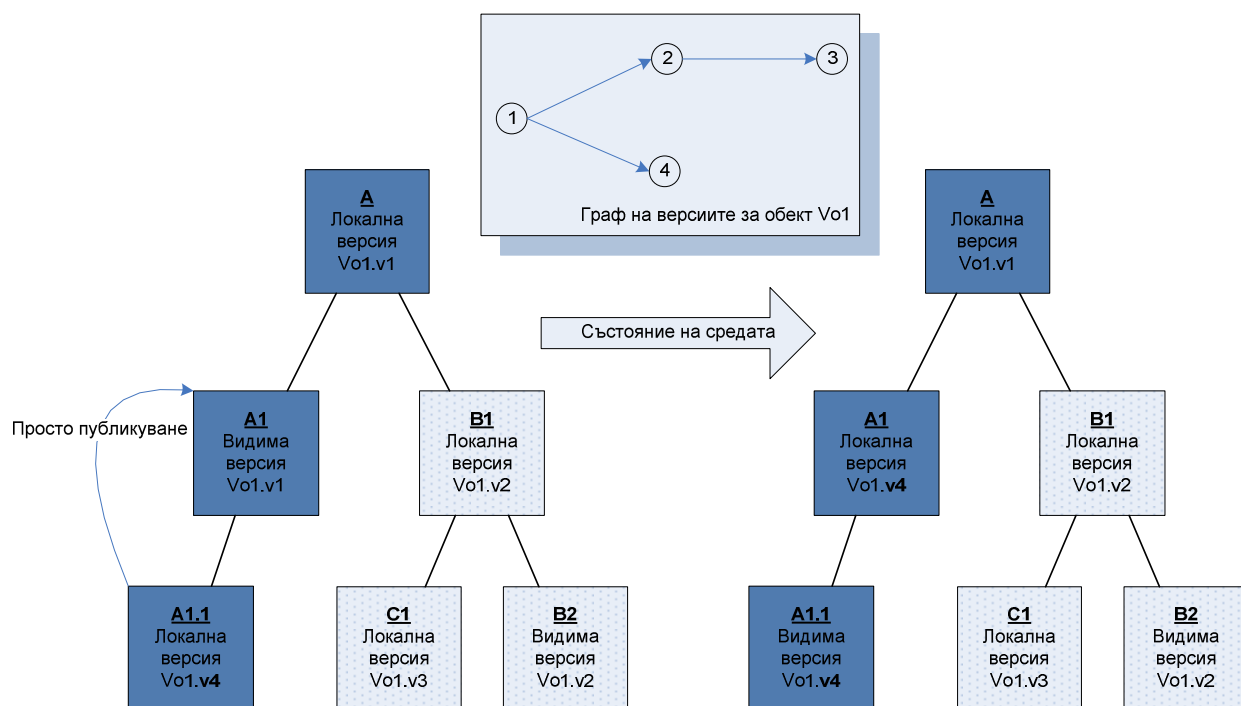 2
3
1
4
Граф на версиите за обект Vo1
A
Локална
версия
Vo1.v1
A
Локална
версия
Vo1.v1
Състояние на средата
Просто публикуване
A1
Видима
версия
Vo1.v1
B1
Локална
версия
Vo1.v2
A1
Локална
версия
Vo1.v4
B1
Локална
версия
Vo1.v2
A1.1
Локална
версия
Vo1.v4
C1
Локална
версия
Vo1.v3
B2
Видима
версия
Vo1.v2
A1.1
Видима
версия
Vo1.v4
C1
Локална
версия
Vo1.v3
B2
Видима
версия
Vo1.v2